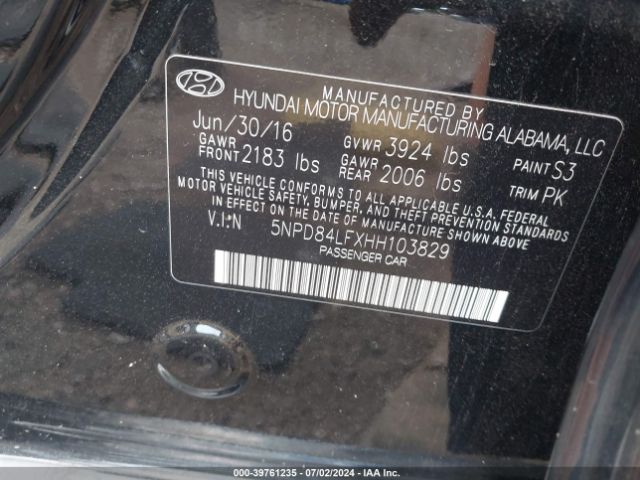 MANUFACTURED BY
HYUNDAI MOTOR MANUFACTURING ALABAMA, LLC
Jun/30/16 GVWR 3924 lbs PAINT S3
GAWR FRONT 2183 lbs GAWR REAR 2006 lbs TRIM PK
THIS VEHICLE CONFORMS TO ALL APPLICABLE U.S.A. FEDERAL
MOTOR VEHICLE SAFETY, BUMPER, AND THEFT PREVENTION STANDARDS
IN EFFECT ON THE DATE OF MANUFACTURE SHOWN ABOVE
V.I.N 5NPD84LFXHH103829
PASSENGER CAR
000-39761235 - 07/02/2024 - IAA Inc.